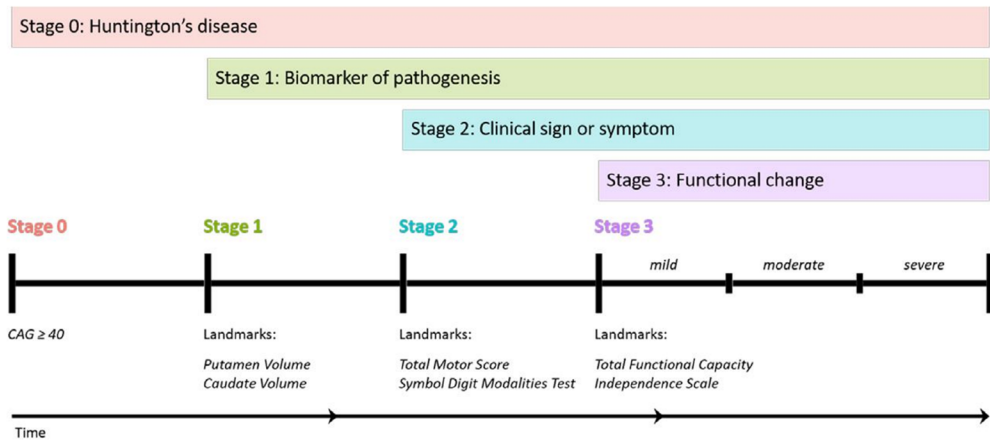 Stage 0: Huntington’s disease
Stage 1: Biomarker of pathogenesis
Stage 2: Clinical sign or symptom
Stage 3: Functional change
Stage 0
Stage 1
Stage 2
Stage 3
mild
moderate
severe
CAG ≥ 40
Landmarks:
Putamen Volume
Caudate Volume
Landmarks:
Total Motor Score
Symbol Digit Modalities Test
Landmarks:
Total Functional Capacity
Independence Scale
Time